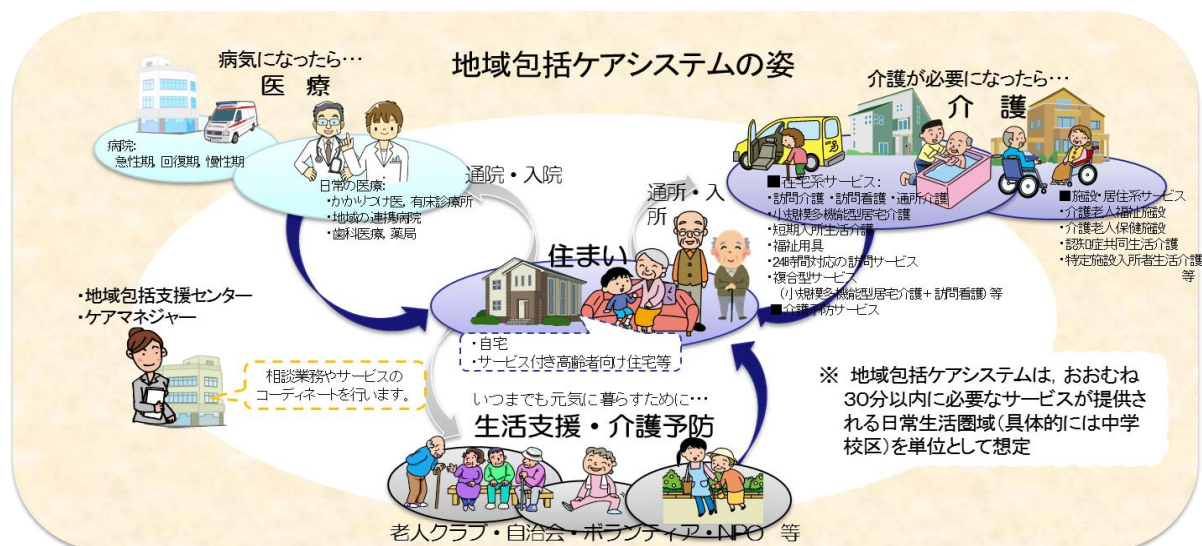 地域包括ケアシステムの姿
病気になったら…
医 療
病院:
急性期 回復期 慢性期
日常の医療:
・かかりつけ医, 有床診療所
・地域の連携病院
・歯科医療, 薬局
通院・入院
通所・入
所
介護が必要になったら…
介 護
■在宅系サービス:
・訪問介護・訪問看護・通所介護
・小規模多機能型居宅介護
・短期入所生活介護
・福祉用具
・24時間対応の訪問サービス
・複合型サービス
(小規模多機能型居宅介護+訪問看護)等
■介護予防サービス
■施設・居住系サービス
・介護老人福祉施設
・介護老人保健施設
・認知症共同生活介護
・特定施設入所者生活介護
等
住まい
・自宅
・サービス付き高齢者向け住宅等
・地域包括支援センター
・ケアマネジャー
相談業務やサービスの
コーディネートを行います。
いつまでも元気に暮らすために…
生活支援・介護予防
老人クラブ・自治会・ボランティア・NPO 等
※ 地域包括ケアシステムは, おおむね
30分以内に必要なサービスが提供さ
れる日常生活圏域(具体的には中学
校区)を単位として想定